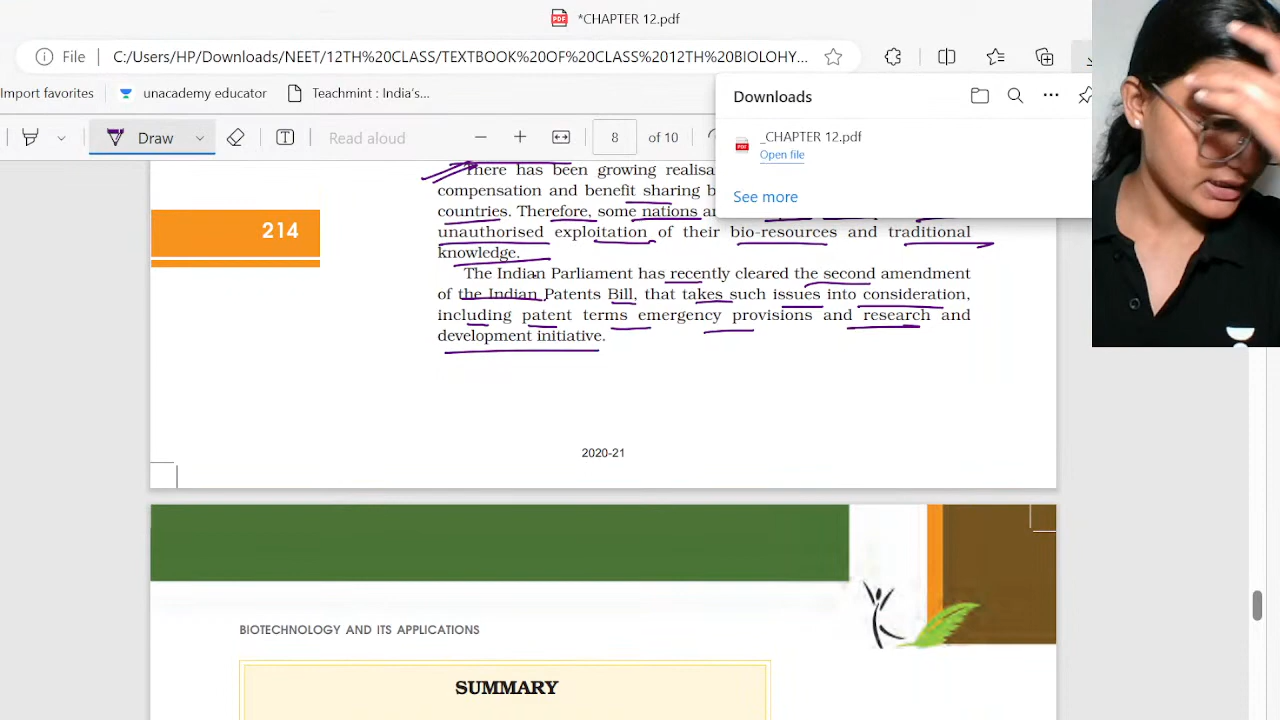 *CHAPTER 12.pdf
File C:/Users/HP/Downloads/NEET/12TH%20CLASS/TEXTBOOK%20OF%20CLASS%2012TH%20BIOLOHY...
Import favorites unacademy educator Teachmint : India's...
Downloads
Draw Read aloud 8 of 10
_CHAPTER 12.pdf
Open file
See more
There has been growing
compensation and benefit sharing
countries. Therefore, some nations
214
unauthorised exploitation of their bio-resources and traditional
knowledge.
The Indian Parliament has recently cleared the second amendment
of the Indian Patents Bill, that takes such issues into consideration,
including patent terms emergency provisions and research and
development initiative.
2020-21
BIOTECHNOLOGY AND ITS APPLICATIONS
SUMMARY